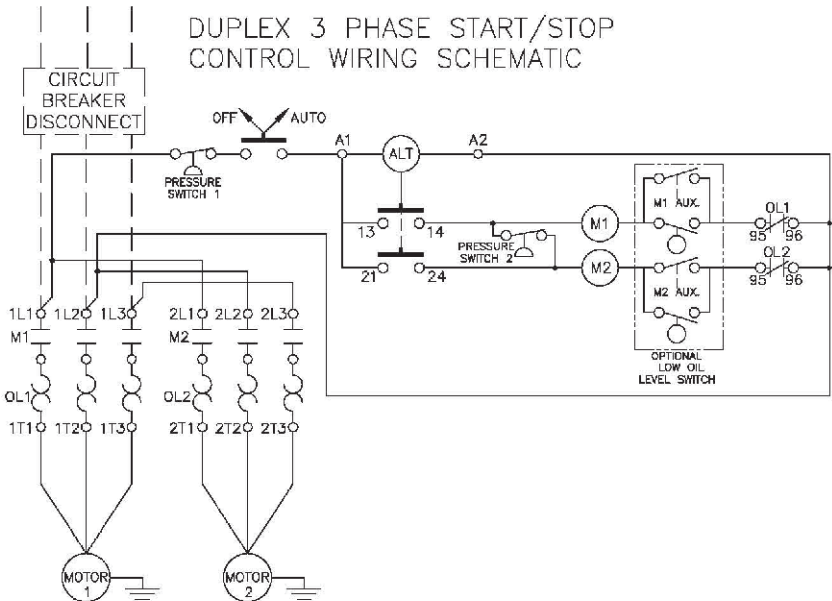 DUPLEX 3 PHASE START/STOP
CONTROL WIRING SCHEMATIC
CIRCUIT
BREAKER
DISCONNECT
OFF
AUTO
PRESSURE
SWITCH 1
A1
ALT
A2
13
14
PRESSURE
SWITCH 2
21
24
M1
M2
M1 AUX.
M2 AUX.
OPTIONAL
LOW OIL
LEVEL SWITCH
OL1
95
96
OL2
95
96
1L1
1L2
1L3
2L1
2L2
2L3
M1
M2
OL1
OL2
1T1
1T2
1T3
2T1
2T2
2T3
MOTOR
1
MOTOR
2